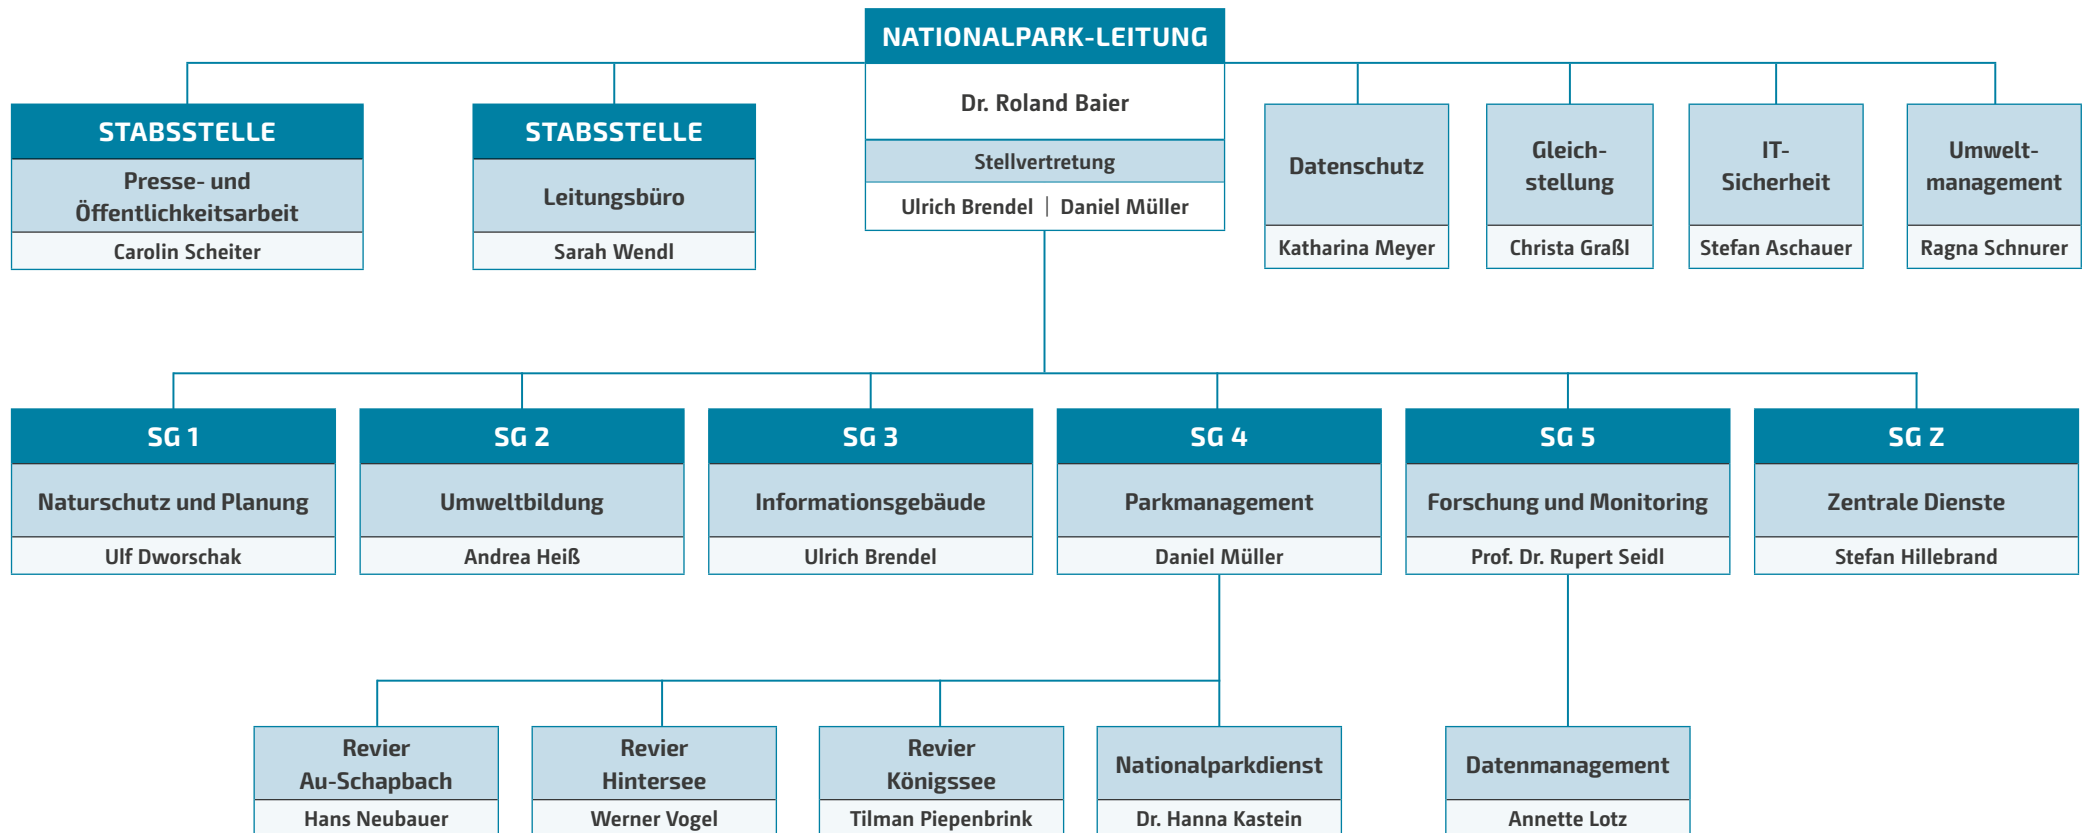 NATIONALPARK-LEITUNG
Dr. Roland Baier
Stellvertretung
Ulrich Brendel | Daniel Müller
STABSSTELLE
Presse- und
Öffentlichkeitsarbeit
Carolin Scheiter
STABSSTELLE
Leitungsbüro
Sarah Wendl
Datenschutz
Katharina Meyer
Gleich-
stellung
Christa Graßl
IT-
Sicherheit
Stefan Aschauer
Umwelt-
management
Ragna Schnurer
SG 1
Naturschutz und Planung
Ulf Dworschak
SG 2
Umweltbildung
Andrea Heiß
SG 3
Informationsgebäude
Ulrich Brendel
SG 4
Parkmanagement
Daniel Müller
SG 5
Forschung und Monitoring
Prof. Dr. Rupert Seidl
SG Z
Zentrale Dienste
Stefan Hillebrand
Revier
Au-Schapbach
Hans Neubauer
Revier
Hintersee
Werner Vogel
Revier
Königssee
Tilman Piepenbrink
Nationalparkdienst
Dr. Hanna Kastein
Datenmanagement
Annette Lotz